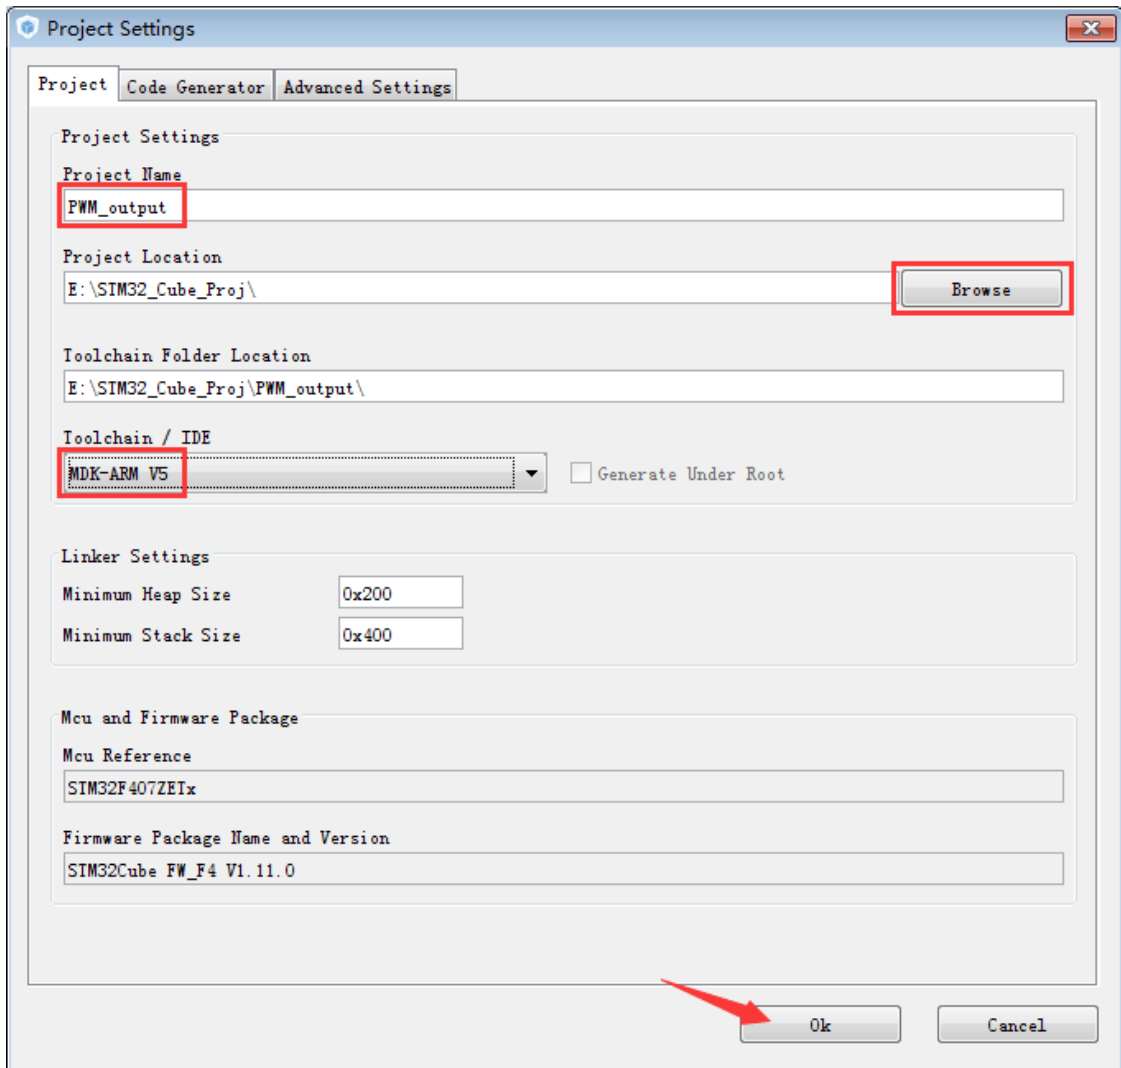 Project Settings
Project
Code Generator
Advanced Settings
Project Settings
Project Name
PWM_output
Project Location
E:\STM32_Cube_Proj\
Browse
Toolchain Folder Location
E:\STM32_Cube_Proj\PWM_output\
Toolchain / IDE
MDK-ARM V5
Generate Under Root
Linker Settings
Minimum Heap Size
0x200
Minimum Stack Size
0x400
Mcu and Firmware Package
Mcu Reference
STM32F407ZETx
Firmware Package Name and Version
STM32Cube FW_F4 V1.11.0
Ok
Cancel